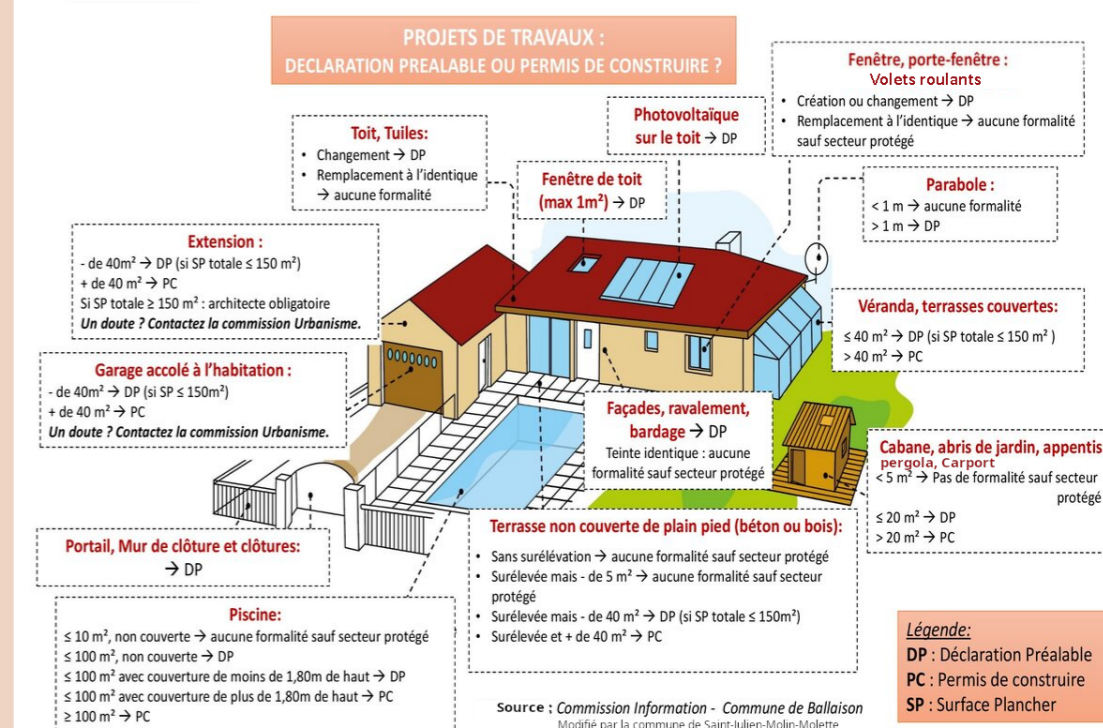 PROJETS DE TRAVAUX :
DECLARATION PREALABLE OU PERMIS DE CONSTRUIRE ?
Fenêtre, porte-fenêtre :
Volets roulants
• Création ou changement → DP
• Remplacement à l'identique → aucune formalité
sauf secteur protégé
Photovoltaïque
sur le toit → DP
Toit, Tuiles:
• Changement → DP
• Remplacement à l'identique
→ aucune formalité
Fenêtre de toit
(max 1m²) → DP
Parabole :
< 1 m → aucune formalité
> 1 m → DP
Extension :
- de 40m² → DP (si SP totale ≤ 150 m²)
+ de 40 m² → PC
Si SP totale ≥ 150 m² : architecte obligatoire
Un doute ? Contactez la commission Urbanisme.
Véranda, terrasses couvertes:
≤ 40 m² → DP (si SP totale ≤ 150 m² )
> 40 m² → PC
Garage accolé à l'habitation :
- de 40m² → DP (si SP ≤ 150m²)
+ de 40 m² → PC
Un doute ? Contactez la commission Urbanisme.
Façades, ravalement,
bardage → DP
Teinte identique : aucune
formalité sauf secteur protégé
Cabane, abris de jardin, appentis
pergola, Carport
< 5 m² → Pas de formalité sauf secteur
protégé
≤ 20 m² → DP
> 20 m² → PC
Portail, Mur de clôture et clôtures:
→ DP
Terrasse non couverte de plain pied (béton ou bois):
• Sans surélévation → aucune formalité sauf secteur protégé
• Surélevée mais - de 5 m² → aucune formalité sauf secteur
protégé
• Surélevée mais - de 40 m² → DP (si SP totale ≤ 150m²)
• Surélevée et + de 40 m² → PC
Piscine:
≤ 10 m², non couverte → aucune formalité sauf secteur protégé
≤ 100 m², non couverte → DP
≤ 100 m² avec couverture de moins de 1,80m de haut → DP
≤ 100 m² avec couverture de plus de 1,80m de haut → PC
≥ 100 m² → PC
Légende:
DP : Déclaration Préalable
PC : Permis de construire
SP : Surface Plancher
Source : Commission Information - Commune de Ballaison
Modifié par la commune de Saint-Julien-Molin-Molette